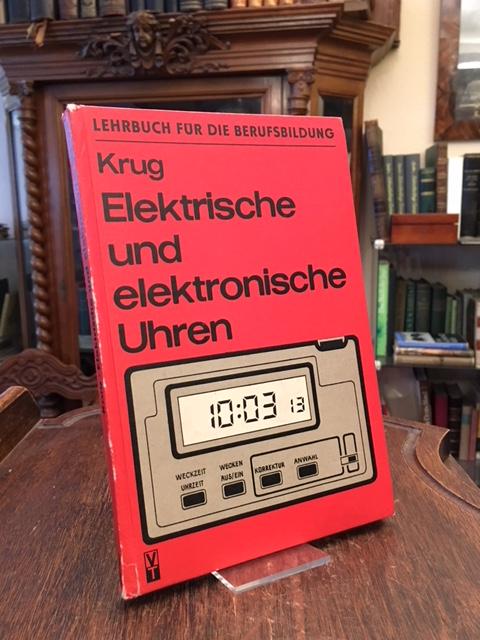 LEHRBUCH FÜR DIE BERUFSBILDUNG
Krug
Elektrische
und
elektronische
Uhren
10:03 13
WECKZEIT
UHRZEIT
WECKEN
AUS/EIN
KORREKTUR
ANWAHL
VT